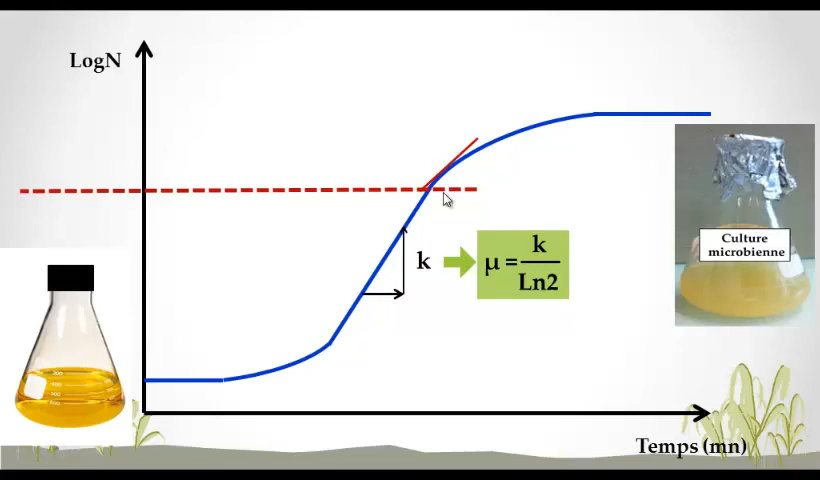 LogN
Culture
microbienne
k
μ = k / Ln2
Temps (mn)